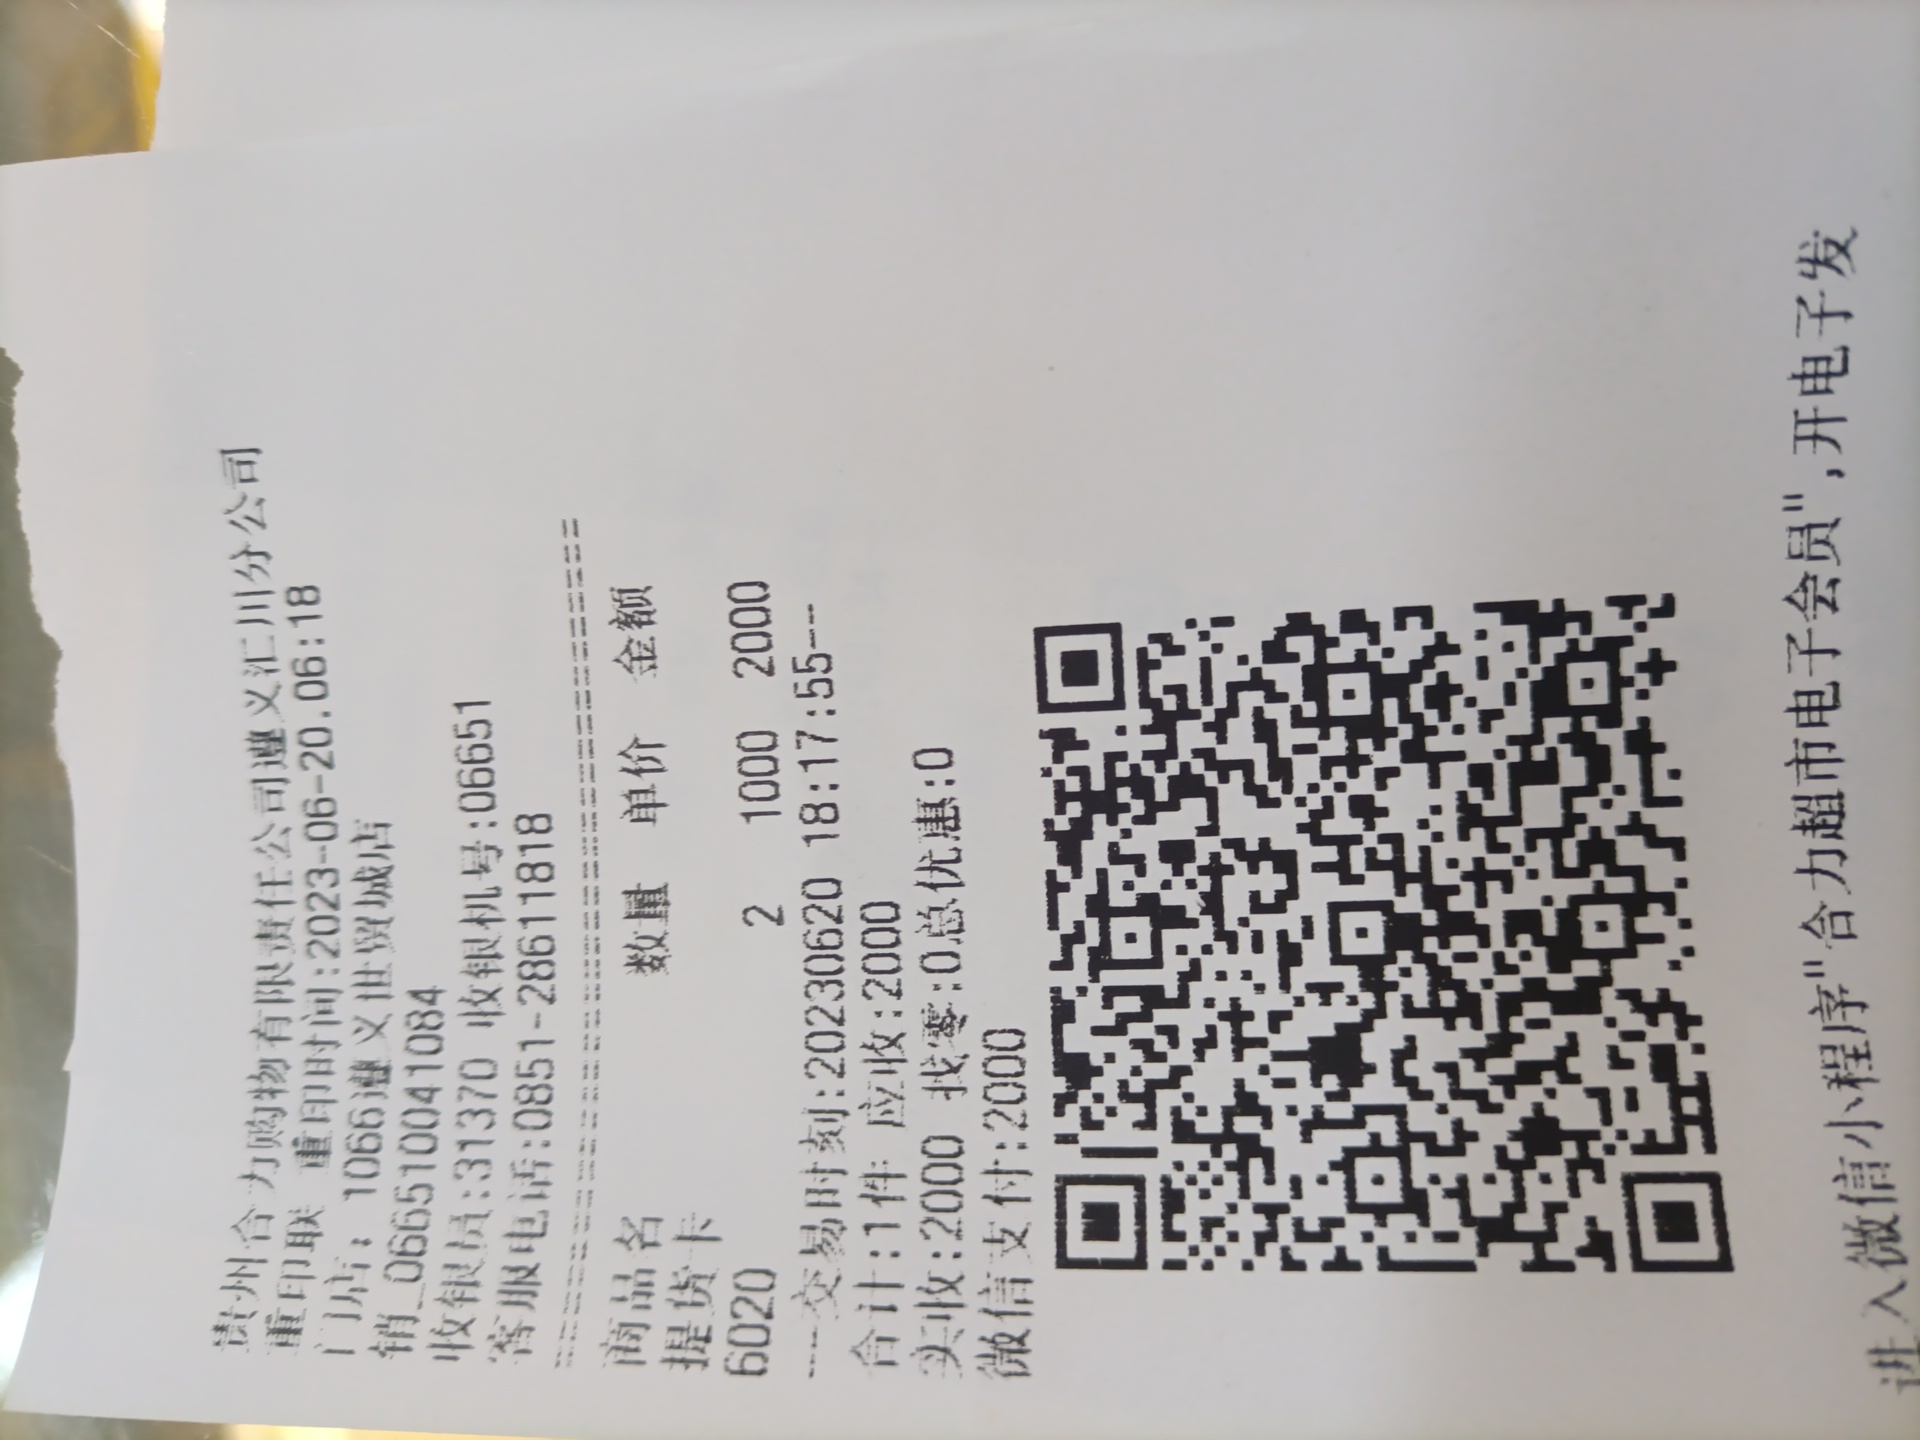 贵州合力购物有限责任公司遵义汇川分公司
重印联 重印时间:2023-06-20.06:18
门店: 1066遵义世贸城店
销_066510041084
收银员:31370 收银机号:06651
客服电话:0851-28611818
商品名 数量 单价 金额
提货卡
6020 2 1000 2000
---交易时刻:20230620 18:17:55---
合计:1件 应收:2000
实收:2000 找零:0总优惠:0
微信支付:2000
进入微信小程序"合力超市电子会员",开电子发